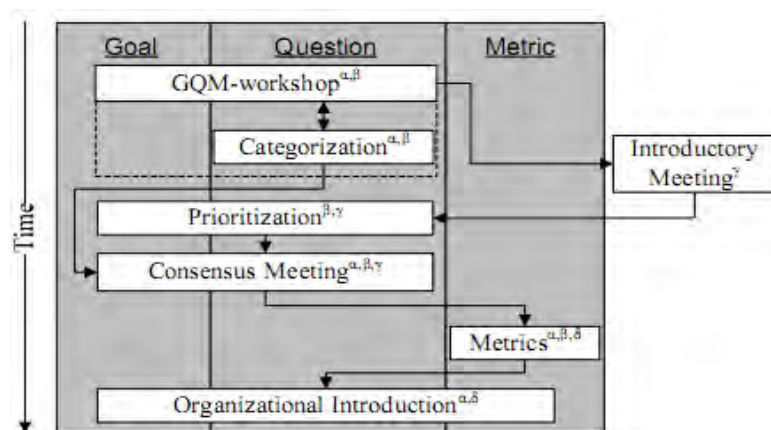 Goal
Question
Metric
GQM-workshopα,β
Categorizationα,β
Introductory
Meetingγ
Prioritizationβ,γ
Time
Consensus Meetingα,β,γ
Metricsα,β,δ
Organizational Introductionα,δ